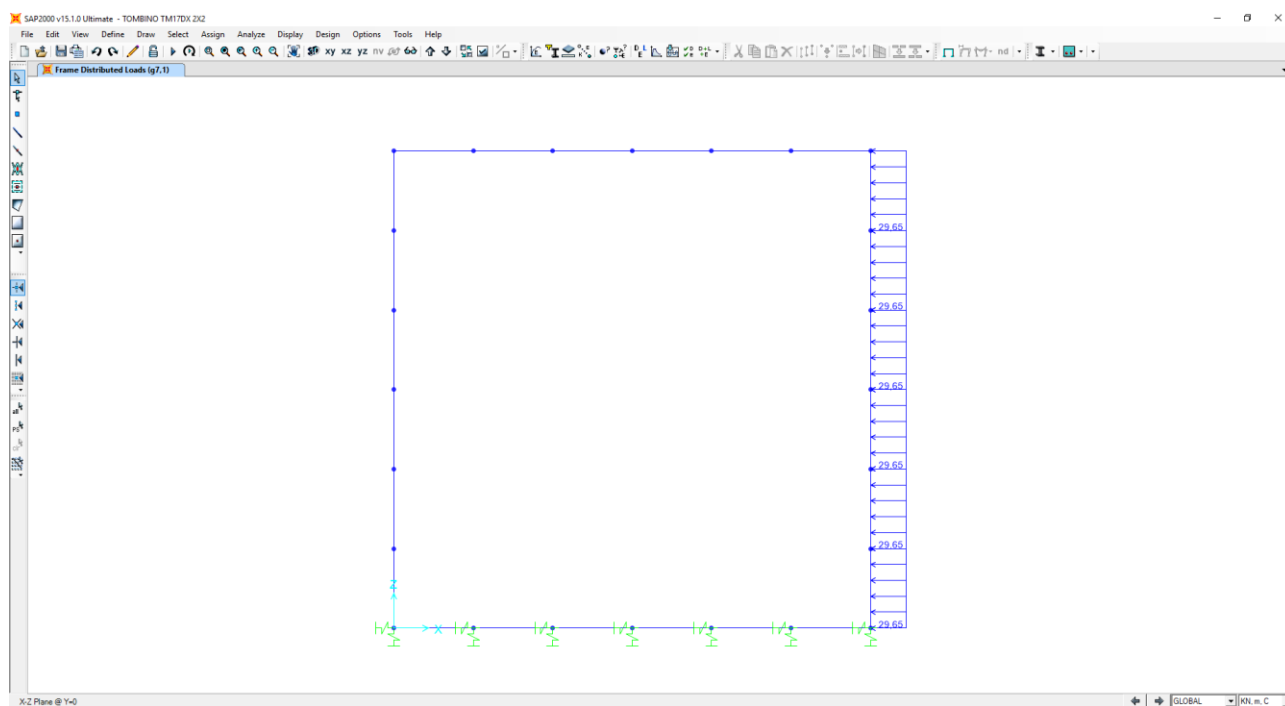 SAP2000 v15.1.0 Ultimate - TOMBINO TM17DX 2X2
File Edit View Define Draw Select Assign Analyze Display Design Options Tools Help
xy xz yz nv nd
Frame Distributed Loads (g7,1)
29.65
29.65
29.65
29.65
29.65
29.65
Z
X
X-Z Plane @ Y=0
GLOBAL
KN, m, C